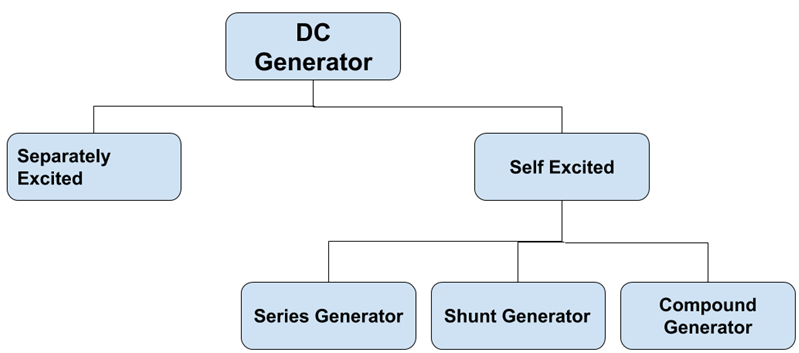 DC
Generator
Separately
Excited
Self Excited
Series Generator
Shunt Generator
Compound
Generator